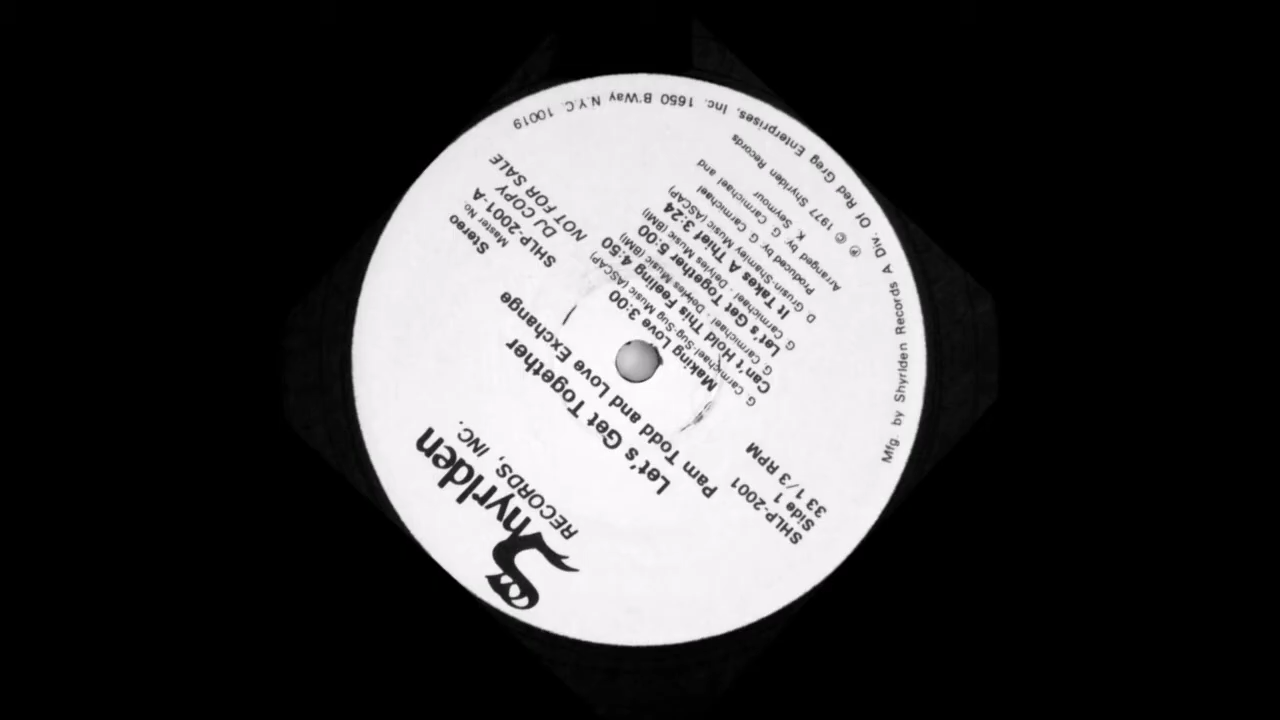 Shyrlden
RECORDS, INC.
Let's Get Together
Pam Todd and Love Exchange
SHLP-2001
Side 1
33 1/3 RPM
Stereo
Master No.
SHLP-2001-A
DJ COPY
NOT FOR SALE
Making Love 3:00
G. Carmichael-Sug-Sug Music (ASCAP)
Can't Hold This Feeling 4:50
G. Carmichael - Delyles Music (BMI)
Let's Get Together 5:00
G. Carmichael - Delyles Music (BMI)
It Takes A Thief 3:24
D. Grusin-Shamley Music (ASCAP)
Produced by: G. Carmichael
Arranged by: G. Carmichael and
K. Seymour
℗ © 1977 Shyrlden Records
Mfg. by Shyrlden Records A Div. Of Red Greg Enterprises, Inc. 1650 B'Way N.Y.C. 10019